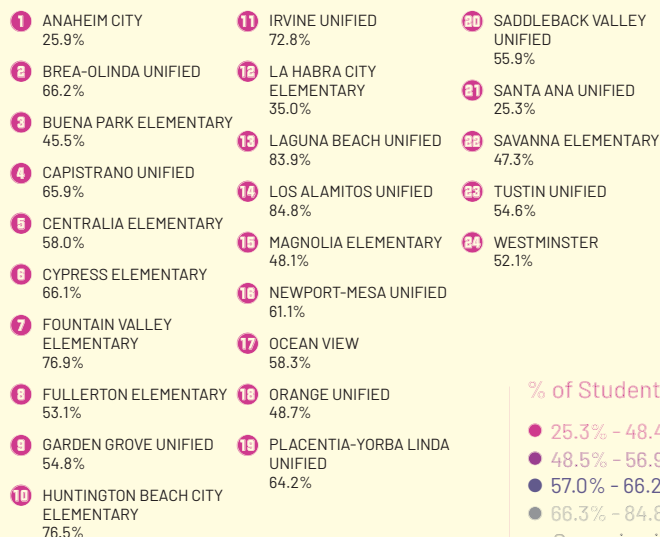 1 ANAHEIM CITY
25.9%
2 BREA-OLINDA UNIFIED
66.2%
3 BUENA PARK ELEMENTARY
45.5%
4 CAPISTRANO UNIFIED
65.9%
5 CENTRALIA ELEMENTARY
58.0%
6 CYPRESS ELEMENTARY
66.1%
7 FOUNTAIN VALLEY
ELEMENTARY
76.9%
8 FULLERTON ELEMENTARY
53.1%
9 GARDEN GROVE UNIFIED
54.8%
10 HUNTINGTON BEACH CITY
ELEMENTARY
76.5%
11 IRVINE UNIFIED
72.8%
12 LA HABRA CITY
ELEMENTARY
35.0%
13 LAGUNA BEACH UNIFIED
83.9%
14 LOS ALAMITOS UNIFIED
84.8%
15 MAGNOLIA ELEMENTARY
48.1%
16 NEWPORT-MESA UNIFIED
61.1%
17 OCEAN VIEW
58.3%
18 ORANGE UNIFIED
48.7%
19 PLACENTIA-YORBA LINDA
UNIFIED
64.2%
20 SADDLEBACK VALLEY
UNIFIED
55.9%
21 SANTA ANA UNIFIED
25.3%
22 SAVANNA ELEMENTARY
47.3%
23 TUSTIN UNIFIED
54.6%
24 WESTMINSTER
52.1%
% of Student
25.3% - 48.4
48.5% - 56.9
57.0% - 66.2
66.3% - 84.8